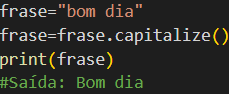 frase="bom dia"
frase=frase.capitalize()
print(frase)
#Saída: Bom dia